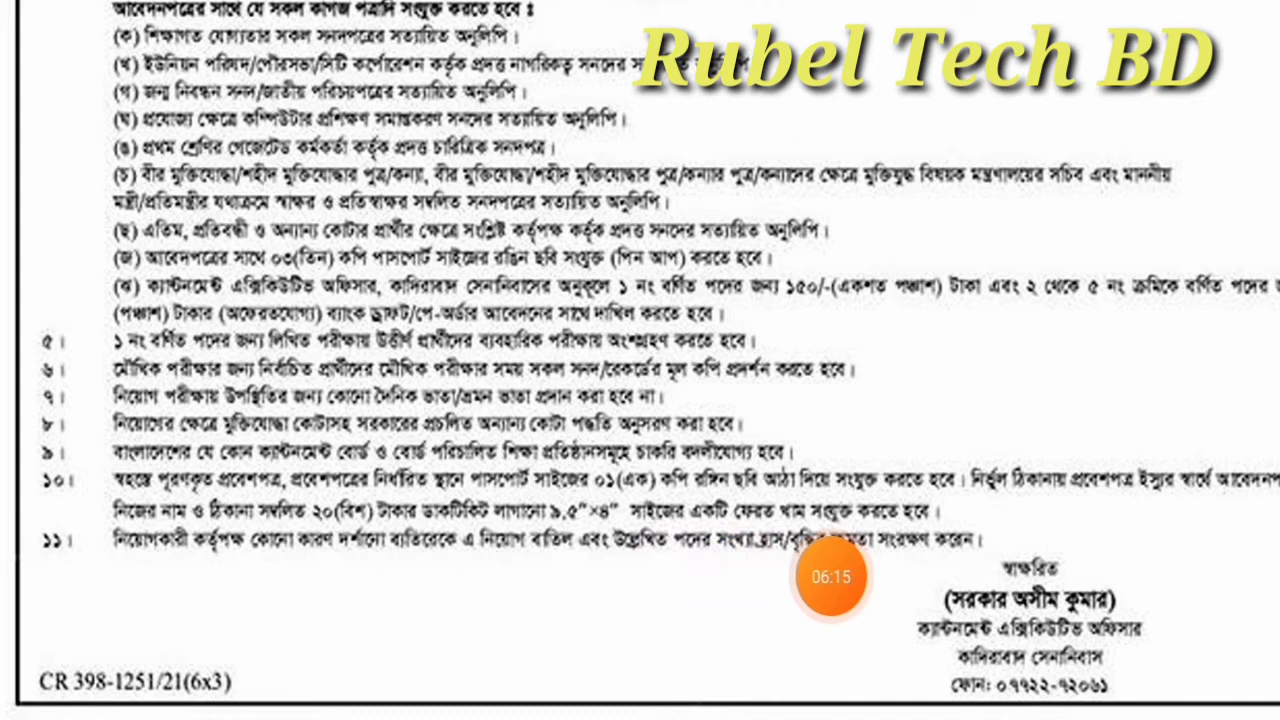 আবেদনপত্রের সাথে যে সকল কাগজ পত্রাদি সংযুক্ত করতে হবে ঃ
Rubel Tech BD
(ক) শিক্ষাগত যোগ্যতার সকল সনদপত্রের সত্যায়িত অনুলিপি।
(খ) ইউনিয়ন পরিষদ/পৌরসভা/সিটি কর্পোরেশন কর্তৃক প্রদত্ত নাগরিকত্ব সনদের
(গ) জন্ম নিবন্ধন সনদ/জাতীয় পরিচয়পত্রের সত্যায়িত অনুলিপি।
(ঘ) প্রযোজ্য ক্ষেত্রে কম্পিউটার প্রশিক্ষণ সমাপ্তকরণ সনদের সত্যায়িত অনুলিপি।
(ঙ) প্রথম শ্রেণির গেজেটেড কর্মকর্তা কর্তৃক প্রদত্ত চারিত্রিক সনদপত্র।
(চ) বীর মুক্তিযোদ্ধা/শহীদ মুক্তিযোদ্ধার পুত্র/কন্যা, বীর মুক্তিযোদ্ধা/শহীদ মুক্তিযোদ্ধার পুত্র/কন্যার পুত্র/কন্যাদের ক্ষেত্রে মুক্তিযুদ্ধ বিষয়ক মন্ত্রণালয়ের সচিব এবং মাননীয়
মন্ত্রী/প্রতিমন্ত্রীর যথাক্রমে স্বাক্ষর ও প্রতিস্বাক্ষর সম্বলিত সনদপত্রের সত্যায়িত অনুলিপি।
(ছ) এতিম, প্রতিবন্ধী ও অন্যান্য কোটার প্রার্থীর ক্ষেত্রে সংশ্লিষ্ট কর্তৃপক্ষ কর্তৃক প্রদত্ত সনদের সত্যায়িত অনুলিপি।
(জ) আবেদনপত্রের সাথে ০৩(তিন) কপি পাসপোর্ট সাইজের রঙিন ছবি সংযুক্ত (পিন আপ) করতে হবে।
(ঝ) ক্যান্টনমেন্ট এক্সিকিউটিভ অফিসার, কাদিরাবাদ সেনানিবাসের অনুকূলে ১ নং বর্ণিত পদের জন্য ১৫০/-(একশত পঞ্চাশ) টাকা এবং ২ থেকে ৫ নং ক্রমিকে বর্ণিত পদের
(পঞ্চাশ) টাকার (অফেরতযোগ্য) ব্যাংক ড্রাফট/পে-অর্ডার আবেদনের সাথে দাখিল করতে হবে।
৫। ১ নং বর্ণিত পদের জন্য লিখিত পরীক্ষায় উত্তীর্ণ প্রার্থীদের ব্যবহারিক পরীক্ষায় অংশগ্রহণ করতে হবে।
৬। মৌখিক পরীক্ষার জন্য নির্বাচিত প্রার্থীদের মৌখিক পরীক্ষার সময় সকল সনদ/রেকর্ডের মূল কপি প্রদর্শন করতে হবে।
৭। নিয়োগ পরীক্ষায় উপস্থিতির জন্য কোনো দৈনিক ভাতা/ভ্রমন ভাতা প্রদান করা হবে না।
৮। নিয়োগের ক্ষেত্রে মুক্তিযোদ্ধা কোটাসহ সরকারের প্রচলিত অন্যান্য কোটা পদ্ধতি অনুসরণ করা হবে।
৯। বাংলাদেশের যে কোন ক্যান্টনমেন্ট বোর্ড ও বোর্ড পরিচালিত শিক্ষা প্রতিষ্ঠানসমূহে চাকরি বদলীযোগ্য হবে।
১০। স্বহস্তে পূরণকৃত প্রবেশপত্র, প্রবেশপত্রের নির্ধারিত স্থানে পাসপোর্ট সাইজের ০১(এক) কপি রঙ্গিন ছবি আঠা দিয়ে সংযুক্ত করতে হবে। নির্ভুল ঠিকানায় প্রবেশপত্র ইস্যুর স্বার্থে
নিজের নাম ও ঠিকানা সম্বলিত ২০(বিশ) টাকার ডাকটিকিট লাগানো ৯.৫"×৪" সাইজের একটি ফেরত খাম সংযুক্ত করতে হবে।
১১। নিয়োগকারী কর্তৃপক্ষ কোনো কারণ দর্শানো ব্যতিরেকে এ নিয়োগ বাতিল এবং উল্লেখিত পদের সংখ্যা হ্রাস/বৃদ্ধির ক্ষমতা সংরক্ষণ করেন।
06:15
স্বাক্ষরিত
(সরকার অসীম কুমার)
ক্যান্টনমেন্ট এক্সিকিউটিভ অফিসার
কাদিরাবাদ সেনানিবাস
ফোন: ০৭৭২২-৭২০৬১
CR 398-1251/21(6x3)